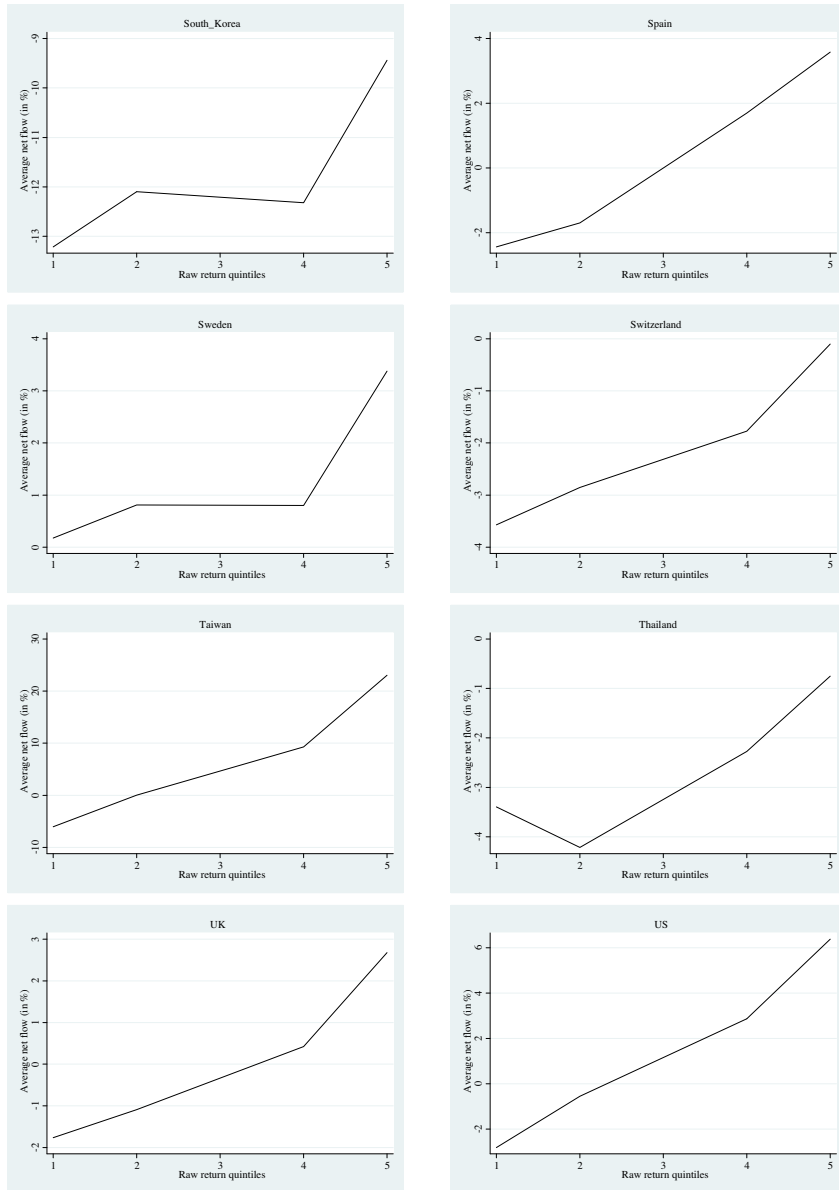 South_Korea
Average net flow (in %)
-9
-10
-11
-12
-13
1 2 3 4 5
Raw return quintiles
Spain
Average net flow (in %)
4
2
0
-2
1 2 3 4 5
Raw return quintiles
Sweden
Average net flow (in %)
4
3
2
1
0
1 2 3 4 5
Raw return quintiles
Switzerland
Average net flow (in %)
0
-1
-2
-3
-4
1 2 3 4 5
Raw return quintiles
Taiwan
Average net flow (in %)
30
20
10
0
-10
1 2 3 4 5
Raw return quintiles
Thailand
Average net flow (in %)
0
-1
-2
-3
-4
1 2 3 4 5
Raw return quintiles
UK
Average net flow (in %)
3
2
1
0
-1
-2
1 2 3 4 5
Raw return quintiles
US
Average net flow (in %)
6
4
2
0
-2
1 2 3 4 5
Raw return quintiles